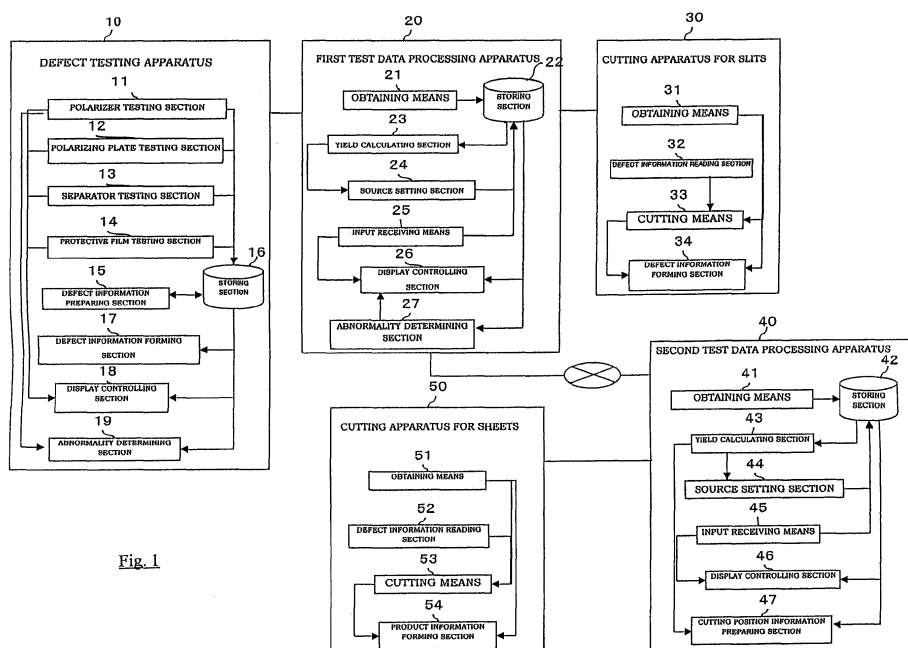 10
DEFECT TESTING APPARATUS
11
POLARIZER TESTING SECTION
12
POLARIZING PLATE TESTING SECTION
13
SEPARATOR TESTING SECTION
14
PROTECTIVE FILM TESTING SECTION
16
STORING
SECTION
15
DEFECT INFORMATION
PREPARING SECTION
17
DEFECT INFORMATION FORMING
SECTION
18
DISPLAY CONTROLLING
SECTION
19
ABNORMALITY DETERMINING
SECTION
20
FIRST TEST DATA PROCESSING APPARATUS
21
OBTAINING MEANS
22
STORING
SECTION
23
YIELD CALCULATING SECTION
24
SOURCE SETTING SECTION
25
INPUT RECEIVING MEANS
26
DISPLAY CONTROLLING
SECTION
27
ABNORMALITY DETERMINING
SECTION
30
CUTTING APPARATUS FOR SLITS
31
OBTAINING MEANS
32
DEFECT INFORMATION READING SECTION
33
CUTTING MEANS
34
DEFECT INFORMATION
FORMING SECTION
40
SECOND TEST DATA PROCESSING APPARATUS
41
OBTAINING MEANS
42
STORING
SECTION
43
YIELD CALCULATING SECTION
44
SOURCE SETTING SECTION
45
INPUT RECEIVING MEANS
46
DISPLAY CONTROLLING SECTION
47
CUTTING POSITION INFORMATION
PREPARING SECTION
50
CUTTING APPARATUS FOR SHEETS
51
OBTAINING MEANS
52
DEFECT INFORMATION READING
SECTION
53
CUTTING MEANS
54
PRODUCT INFORMATION
FORMING SECTION
Fig. 1